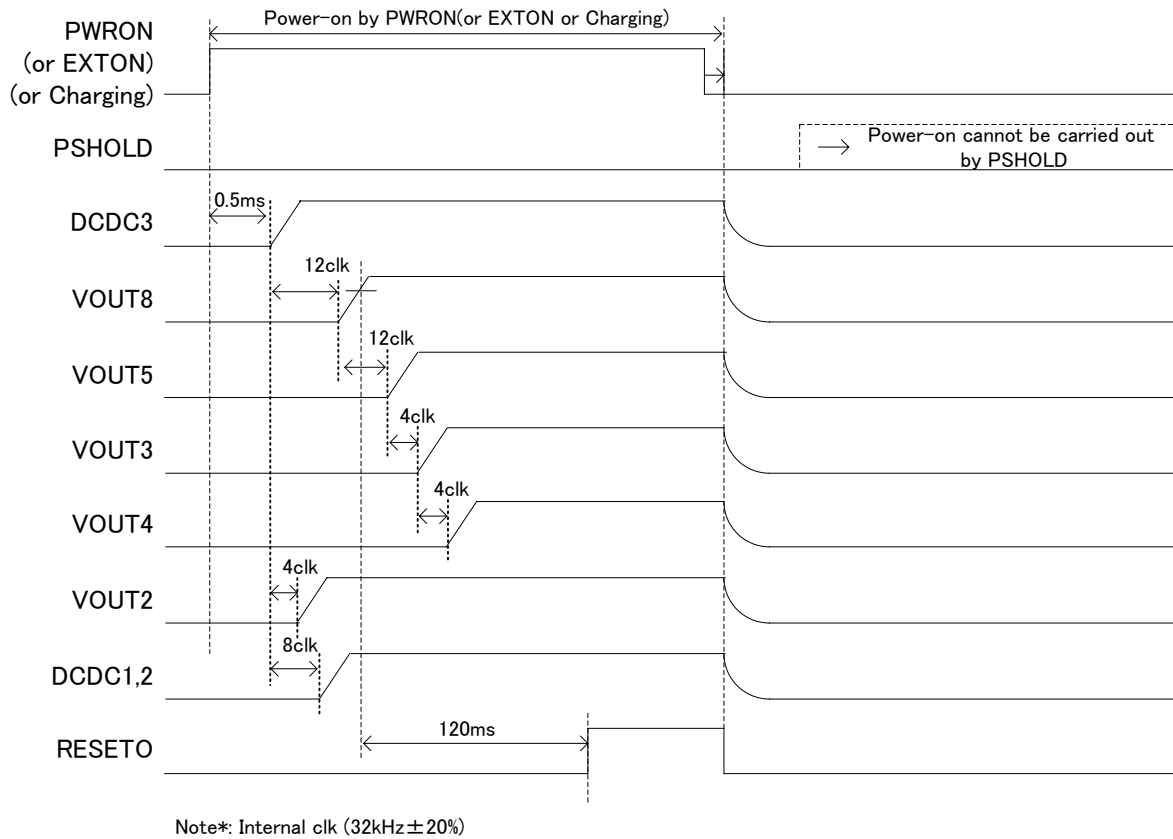 Power-on by PWRON(or EXTON or Charging)
PWRON
(or EXTON)
(or Charging)
PSHOLD
Power-on cannot be carried out
by PSHOLD
0.5ms
DCDC3
12clk
VOUT8
12clk
VOUT5
4clk
VOUT3
4clk
VOUT4
4clk
VOUT2
8clk
DCDC1,2
120ms
RESETO
Note*: Internal clk (32kHz±20%)